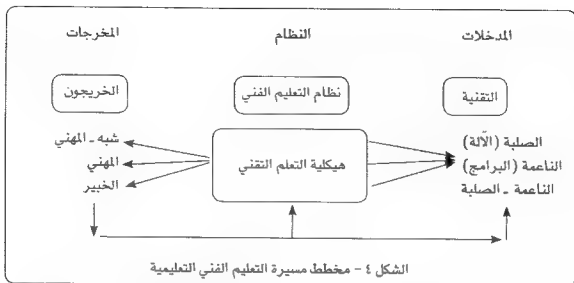 المدخلات النظام المخرجات
التقنية نظام التعليم الفني الخريجون
الصلبة (الآلة)
الناعمة (البرامج)
الناعمة ـ الصلبة
هيكلية التعلم التقني
شبه ـ المهني
المهني
الخبير
الشكل ٤ – مخطط مسيرة التعليم الفني التعليمية